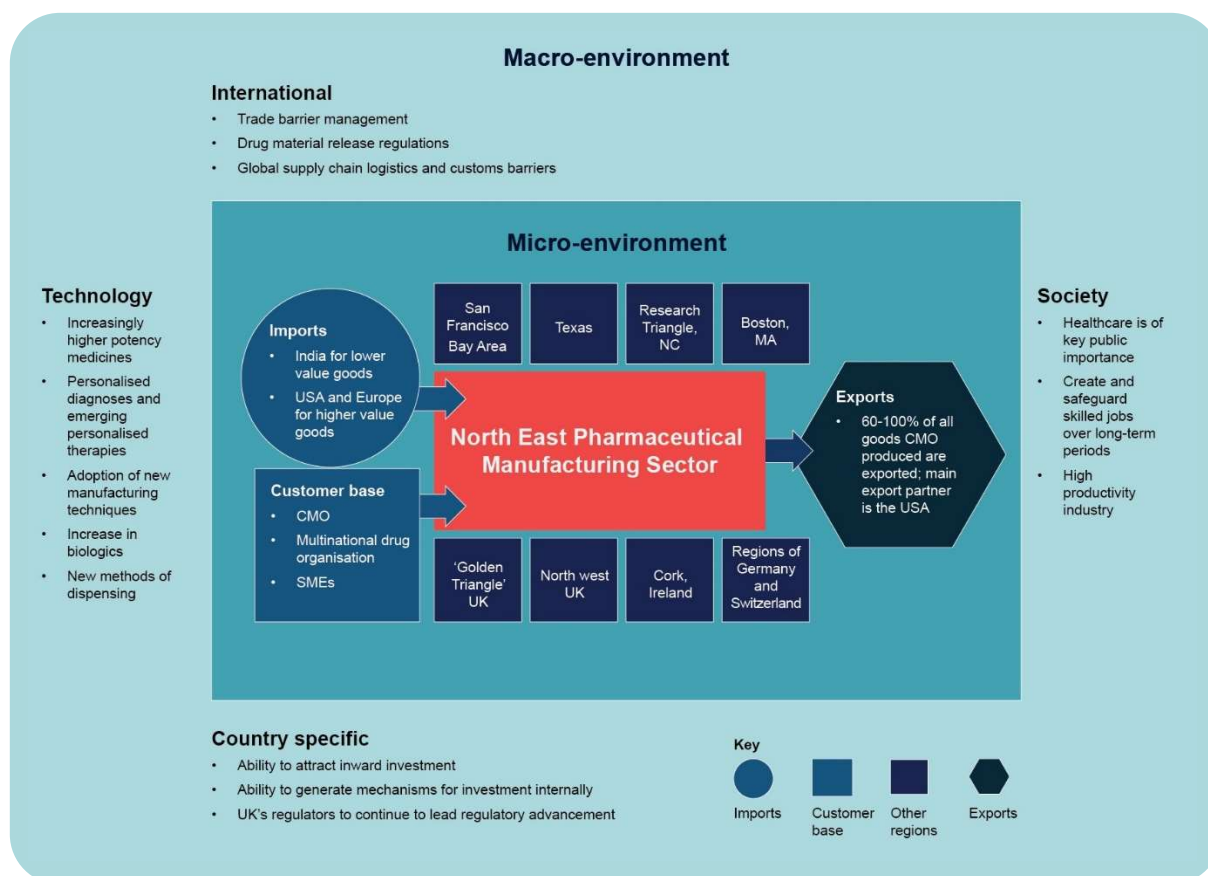 Macro-environment
International
• Trade barrier management
• Drug material release regulations
• Global supply chain logistics and customs barriers
Technology
• Increasingly
higher potency
medicines
• Personalised
diagnoses and
emerging
personalised
therapies
• Adoption of new
manufacturing
techniques
• Increase in
biologics
• New methods of
dispensing
Micro-environment
Imports
• India for lower
value goods
• USA and Europe
for higher value
goods
Customer base
• CMO
• Multinational drug
organisation
• SMEs
San
Francisco
Bay Area
Texas
Research
Triangle,
NC
Boston,
MA
North East Pharmaceutical
Manufacturing Sector
'Golden
Triangle'
UK
North west
UK
Cork,
Ireland
Regions of
Germany
and
Switzerland
Exports
• 60-100% of all
goods CMO
produced are
exported; main
export partner
is the USA
Society
• Healthcare is of
key public
importance
• Create and
safeguard
skilled jobs
over long-term
periods
• High
productivity
industry
Country specific
• Ability to attract inward investment
• Ability to generate mechanisms for investment internally
• UK's regulators to continue to lead regulatory advancement
Key
Imports
Customer
base
Other
regions
Exports